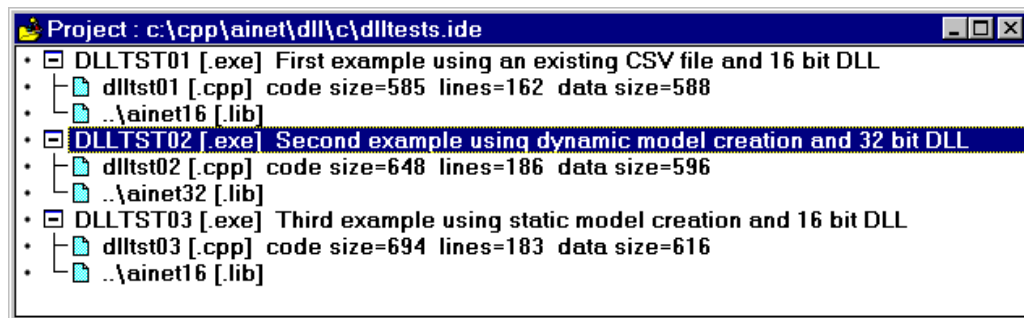 Project : c:\cpp\ainet\dll\c\dlltests.ide
DLLTST01 [.exe] First example using an existing CSV file and 16 bit DLL
dlltst01 [.cpp] code size=585 lines=162 data size=588
..\ainet16 [.lib]
DLLTST02 [.exe] Second example using dynamic model creation and 32 bit DLL
dlltst02 [.cpp] code size=648 lines=186 data size=596
..\ainet32 [.lib]
DLLTST03 [.exe] Third example using static model creation and 16 bit DLL
dlltst03 [.cpp] code size=694 lines=183 data size=616
..\ainet16 [.lib]